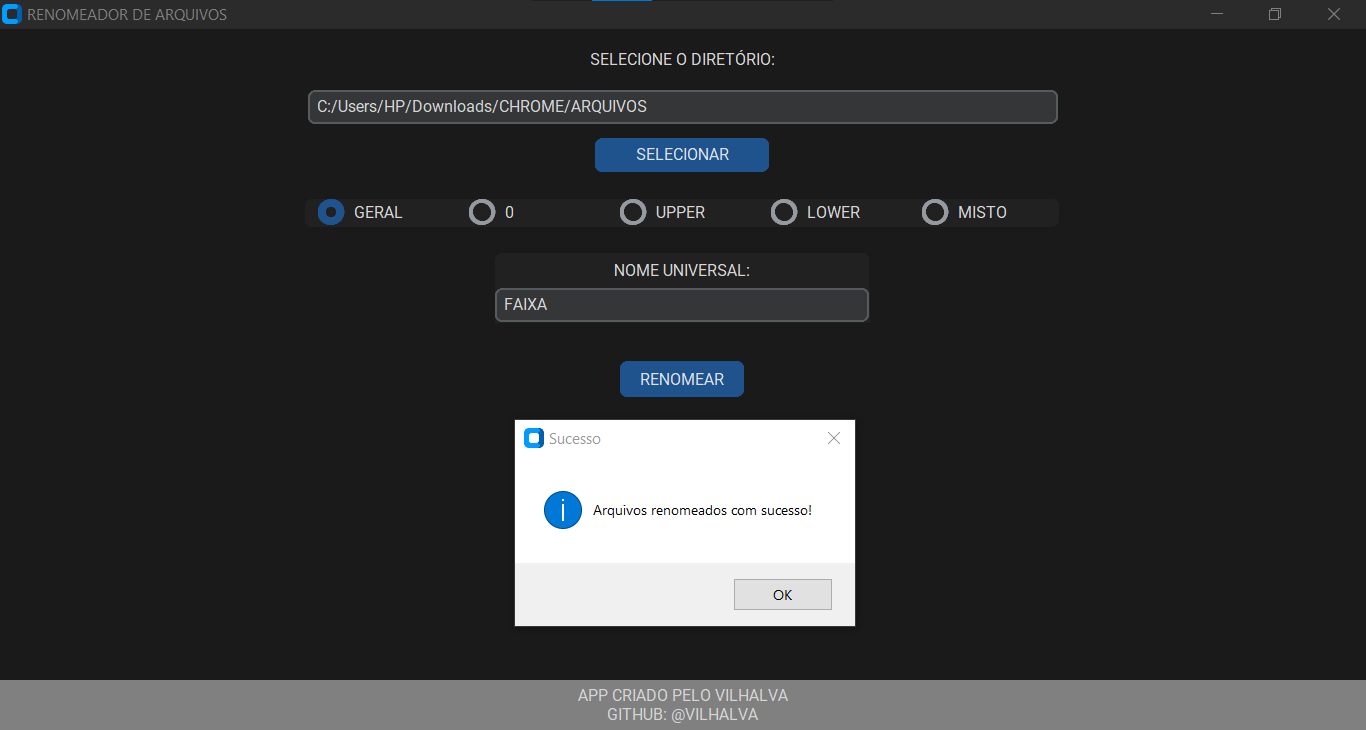 RENOMEADOR DE ARQUIVOS
SELECIONE O DIRETÓRIO:
C:/Users/HP/Downloads/CHROME/ARQUIVOS
SELECIONAR
GERAL 0 UPPER LOWER MISTO
NOME UNIVERSAL:
FAIXA
RENOMEAR
Sucesso
Arquivos renomeados com sucesso!
OK
APP CRIADO PELO VILHALVA
GITHUB: @VILHALVA